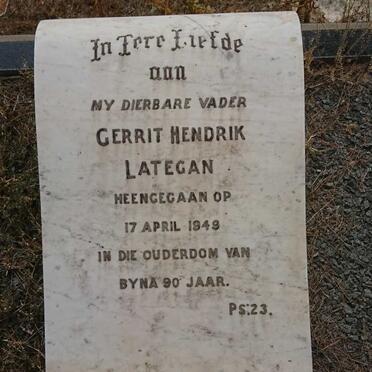 In Tere Liefde
aan
MY DIERBARE VADER
GERRIT HENDRIK
LATEGAN
HEENGEGAAN OP
17 APRIL 1949
IN DIE OUDERDOM VAN
BYNA 90 JAAR.
PS:23.